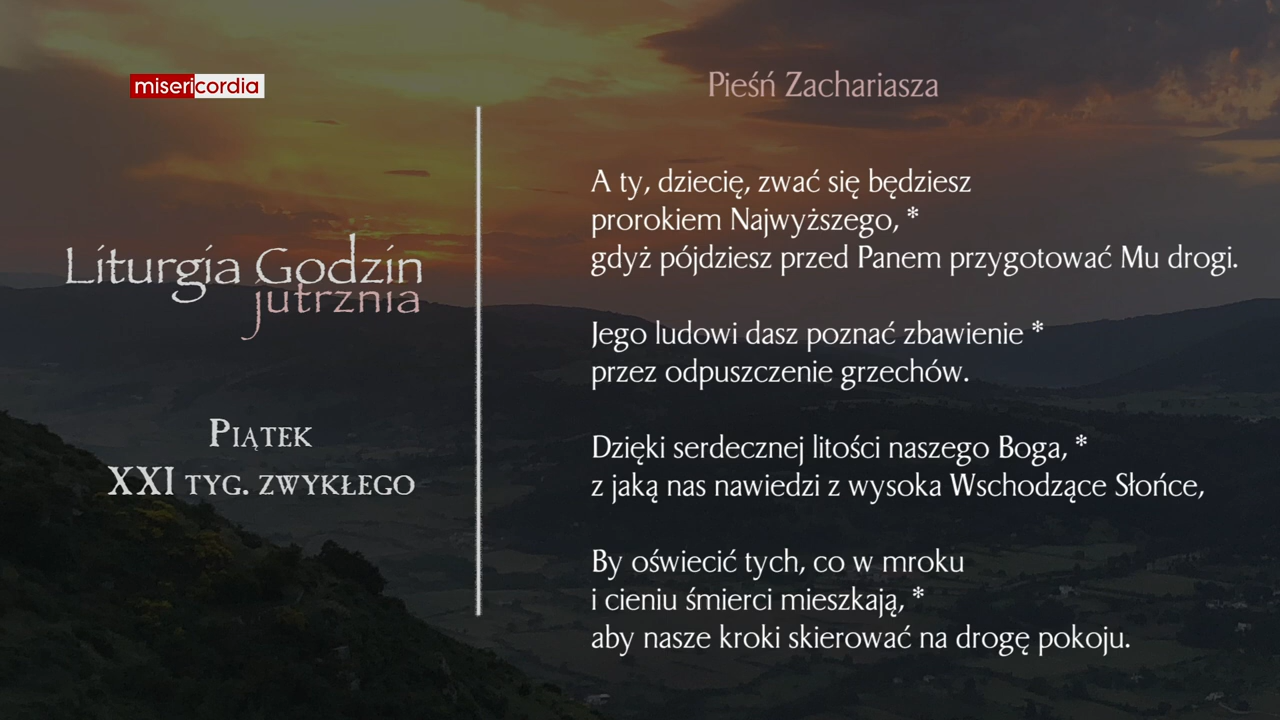 misericordia
Liturgia Godzin
jutrznia
Piątek
XXI tyg. zwykłego
Pieśń Zachariasza
A ty, dziecię, zwać się będziesz
prorokiem Najwyższego, *
gdyż pójdziesz przed Panem przygotować Mu drogi.
Jego ludowi dasz poznać zbawienie *
przez odpuszczenie grzechów.
Dzięki serdecznej litości naszego Boga, *
z jaką nas nawiedzi z wysoka Wschodzące Słońce,
By oświecić tych, co w mroku
i cieniu śmierci mieszkają, *
aby nasze kroki skierować na drogę pokoju.